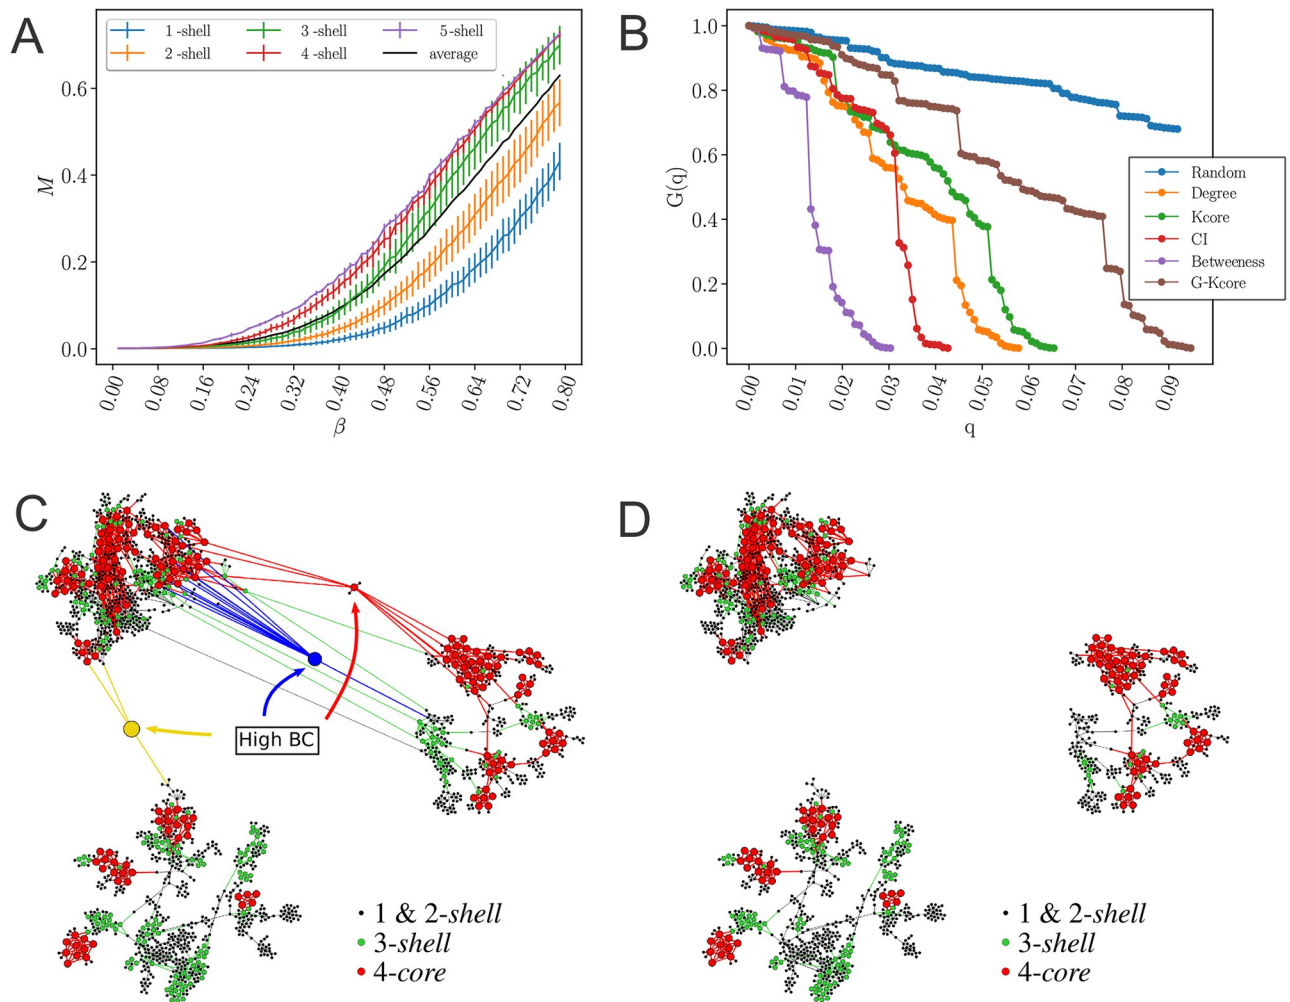 A
1 -shell 3 -shell 5 -shell
2 -shell 4 -shell average
M
0.6
0.4
0.2
0.0
0.00 0.08 0.16 0.24 0.32 0.40 0.48 0.56 0.64 0.72 0.80
β
B
G(q)
1.0
0.8
0.6
0.4
0.2
0.0
0.00 0.01 0.02 0.03 0.04 0.05 0.06 0.07 0.08 0.09
q
Random
Degree
Kcore
CI
Betweeness
G-Kcore
C
High BC
1 & 2-shell
3-shell
4-core
D
1 & 2-shell
3-shell
4-core